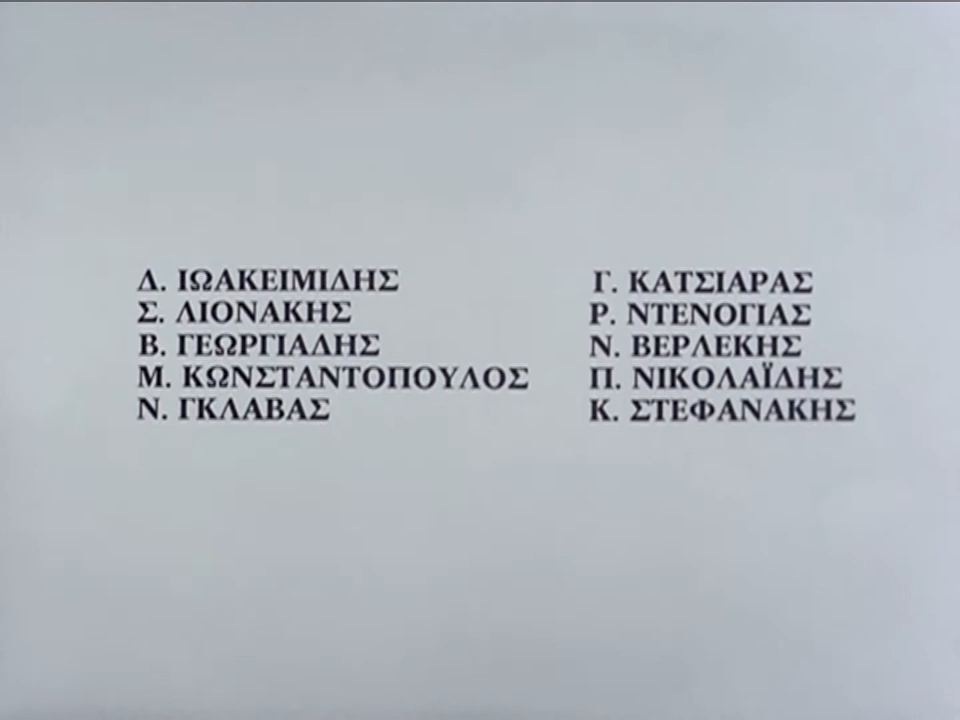 Δ. ΙΩΑΚΕΙΜΙΔΗΣ
Σ. ΛΙΟΝΑΚΗΣ
Β. ΓΕΩΡΓΙΑΔΗΣ
Μ. ΚΩΝΣΤΑΝΤΟΠΟΥΛΟΣ
Ν. ΓΚΛΑΒΑΣ
Γ. ΚΑΤΣΙΑΡΑΣ
Ρ. ΝΤΕΝΟΓΙΑΣ
Ν. ΒΕΡΛΕΚΗΣ
Π. ΝΙΚΟΛΑΪΔΗΣ
Κ. ΣΤΕΦΑΝΑΚΗΣ